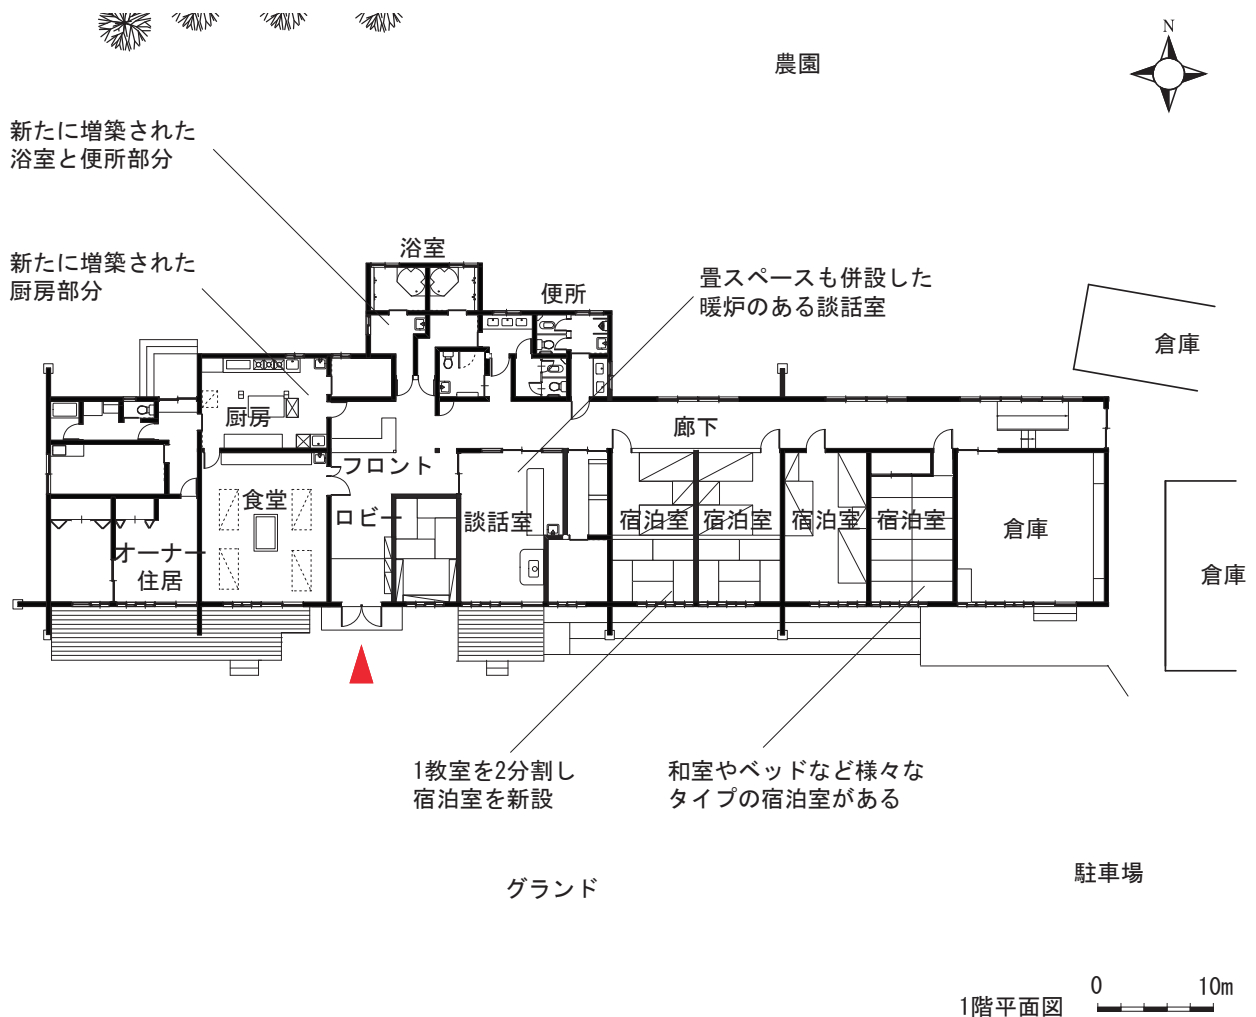 N
農園
新たに増築された
浴室と便所部分
浴室
新たに増築された
厨房部分
便所
畳スペースも併設した
暖炉のある談話室
倉庫
厨房
廊下
フロント
食堂
ロビー
談話室
宿泊室
宿泊室
宿泊室
宿泊室
倉庫
オーナー
住居
倉庫
1教室を2分割し
宿泊室を新設
和室やベッドなど様々な
タイプの宿泊室がある
グランド
駐車場
1階平面図
0
10m